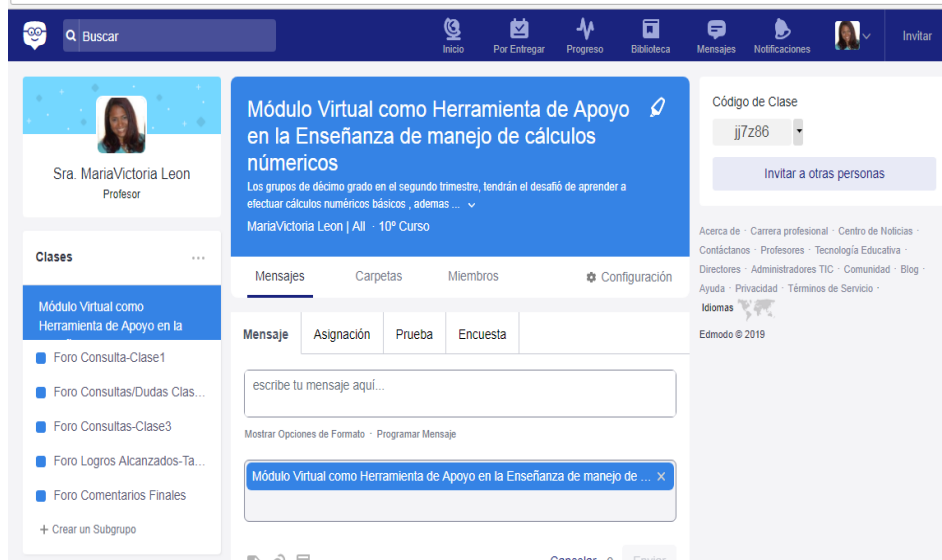 Buscar
Inicio
Por Entregar
Progreso
Biblioteca
Mensajes
Notificaciones
Invitar
Sra. MariaVictoria Leon
Profesor
Clases
Módulo Virtual como
Herramienta de Apoyo en la
Foro Consulta-Clase1
Foro Consultas/Dudas Clas...
Foro Consultas-Clase3
Foro Logros Alcanzados-Ta...
Foro Comentarios Finales
+ Crear un Subgrupo
Módulo Virtual como Herramienta de Apoyo
en la Enseñanza de manejo de cálculos
númericos
Los grupos de décimo grado en el segundo trimestre, tendrán el desafió de aprender a
efectuar cálculos numéricos básicos , ademas ...
MariaVictoria Leon | All · 10º Curso
Mensajes
Carpetas
Miembros
Configuración
Mensaje
Asignación
Prueba
Encuesta
escribe tu mensaje aquí...
Mostrar Opciones de Formato · Programar Mensaje
Módulo Virtual como Herramienta de Apoyo en la Enseñanza de manejo de ... ×
Cancelar
Enviar
Código de Clase
jj7z86
Invitar a otras personas
Acerca de · Carrera profesional · Centro de Noticias ·
Contáctanos · Profesores · Tecnología Educativa ·
Directores · Administradores TIC · Comunidad · Blog ·
Ayuda · Privacidad · Términos de Servicio ·
Idiomas
Edmodo © 2019